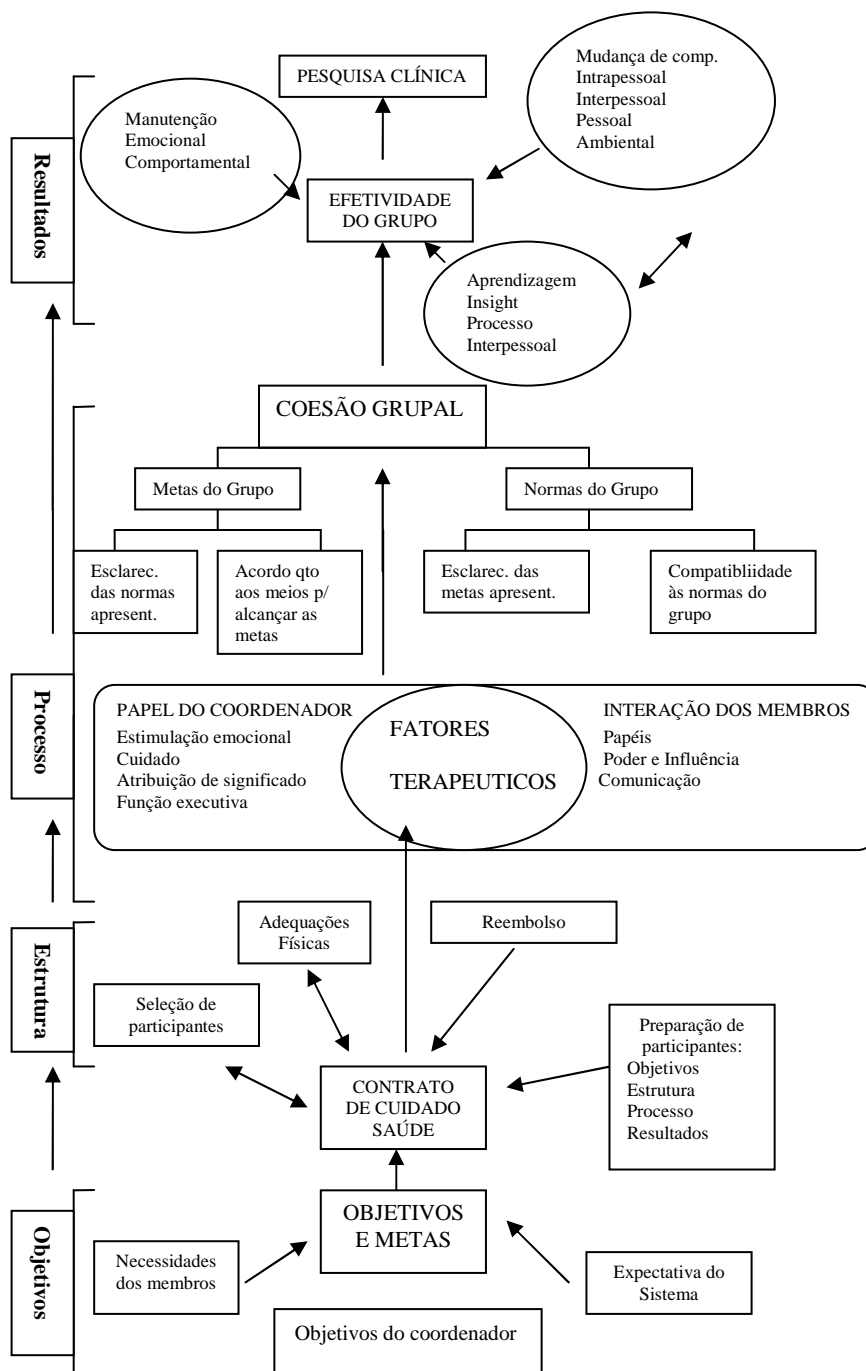 PESQUISA CLÍNICA
Mudança de comp.
Intrapessoal
Interpessoal
Pessoal
Ambiental
Manutenção
Emocional
Comportamental
Resultados
EFETIVIDADE
DO GRUPO
Aprendizagem
Insight
Processo
Interpessoal
COESÃO GRUPAL
Metas do Grupo
Normas do Grupo
Esclarec.
das normas
apresent.
Acordo qto
aos meios p/
alcançar as
metas
Esclarec. das
metas apresent.
Compatibliidade
às normas do
grupo
Processo
PAPEL DO COORDENADOR
Estimulação emocional
Cuidado
Atribuição de significado
Função executiva
FATORES
TERAPEUTICOS
INTERAÇÃO DOS MEMBROS
Papéis
Poder e Influência
Comunicação
Estrutura
Adequações
Físicas
Reembolso
Seleção de
participantes
Preparação de
participantes:
Objetivos
Estrutura
Processo
Resultados
CONTRATO
DE CUIDADO
SAÚDE
Objetivos
OBJETIVOS
E METAS
Necessidades
dos membros
Expectativa do
Sistema
Objetivos do coordenador